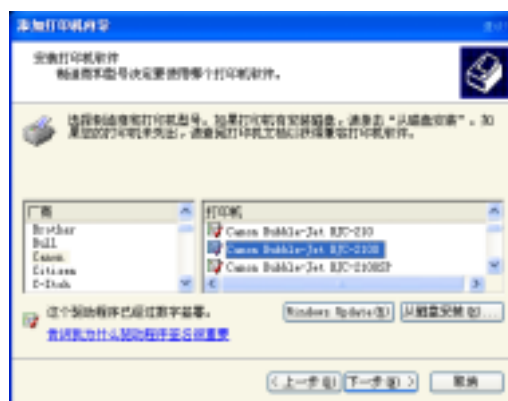 添加打印机向导
安装打印机软件
制造商和型号决定要使用哪个打印机软件。
选择制造商和打印机型号。如果打印机有安装磁盘，请单击“从磁盘安装”。如
果您的打印机未列出，请查阅打印机文档以获得兼容打印机软件。
厂商
Brother
Bull
Canon
Citizen
C-Itoh
打印机
Canon Bubble-Jet BJC-210
Canon Bubble-Jet BJC-2100
Canon Bubble-Jet BJC-2100SP
这个驱动程序已经过数字签署。
告诉我为什么驱动程序签名很重要
Windows Update(W)
从磁盘安装(H)...
< 上一步(B)
下一步(N) >
取消